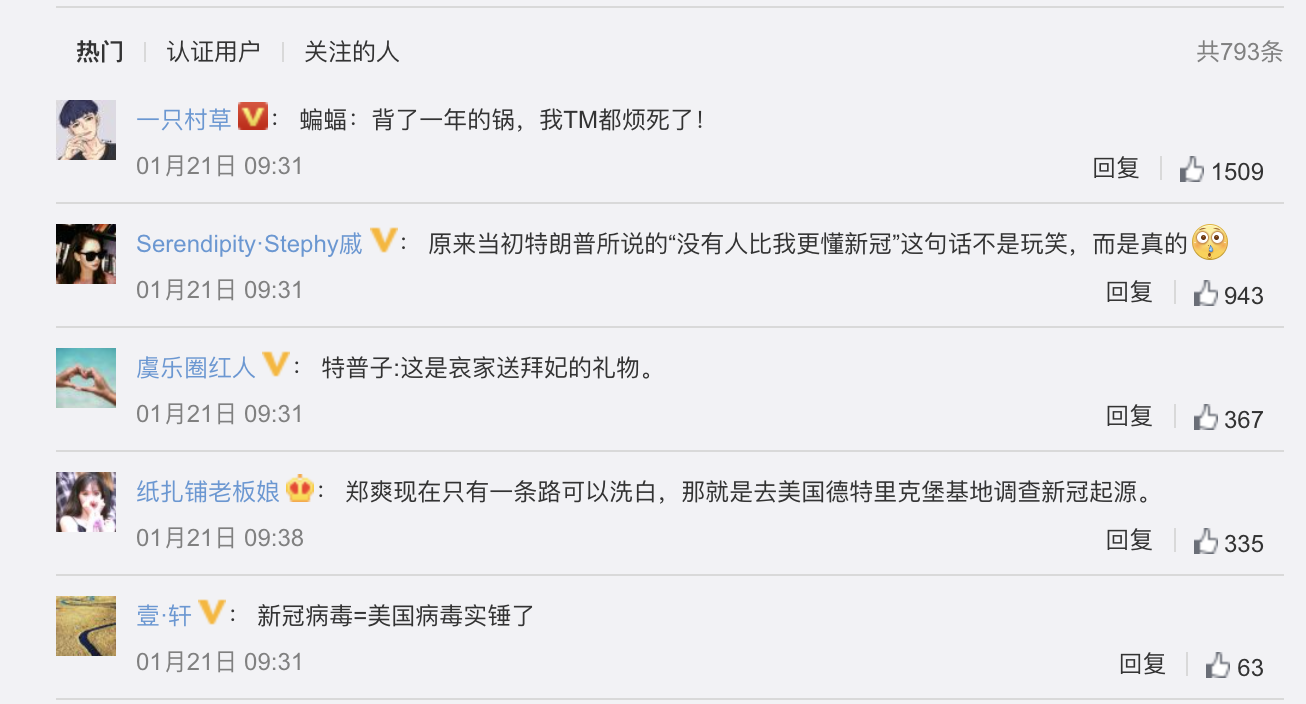 热门 认证用户 关注的人 共793条
一只村草： 蝙蝠：背了一年的锅，我TM都烦死了！
01月21日 09:31 回复 1509
Serendipity·Stephy戚： 原来当初特朗普所说的“没有人比我更懂新冠”这句话不是玩笑，而是真的
01月21日 09:31 回复 943
虞乐圈红人： 特普子:这是哀家送拜妃的礼物。
01月21日 09:31 回复 367
纸扎铺老板娘： 郑爽现在只有一条路可以洗白，那就是去美国德特里克堡基地调查新冠起源。
01月21日 09:38 回复 335
壹·轩： 新冠病毒=美国病毒实锤了
01月21日 09:31 回复 63